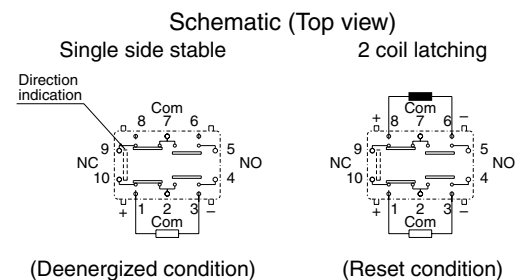 Schematic (Top view)
Single side stable
2 coil latching
Direction
indication
Com
8 7 6
9
5
NC
NO
10
4
+ 1 2 3 –
Com
(Deenergized condition)
Com
+ 8 7 6 –
9
5
NC
NO
10
4
+ 1 2 3 –
Com
(Reset condition)